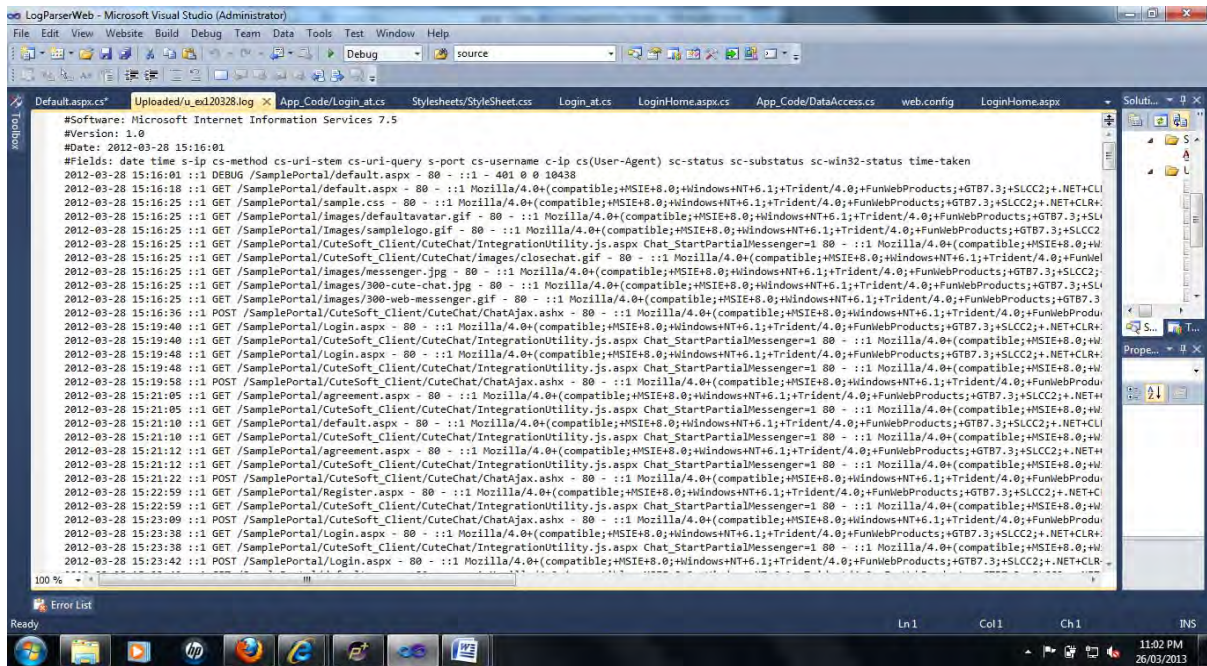 LogParserWeb - Microsoft Visual Studio (Administrator)
File Edit View Website Build Debug Team Data Tools Test Window Help
Debug source
Default.aspx.cs* Uploaded/u_ex120328.log App_Code/Login_at.cs Stylesheets/StyleSheet.css Login_at.cs LoginHome.aspx.cs App_Code/DataAccess.cs web.config LoginHome.aspx Soluti...
Toolbox
#Software: Microsoft Internet Information Services 7.5
#Version: 1.0
#Date: 2012-03-28 15:16:01
#Fields: date time s-ip cs-method cs-uri-stem cs-uri-query s-port cs-username c-ip cs(User-Agent) sc-status sc-substatus sc-win32-status time-taken
2012-03-28 15:16:01 ::1 DEBUG /SamplePortal/default.aspx - 80 - ::1 - 401 0 0 10438
2012-03-28 15:16:18 ::1 GET /SamplePortal/default.aspx - 80 - ::1 Mozilla/4.0+(compatible;+MSIE+8.0;+Windows+NT+6.1;+Trident/4.0;+FunWebProducts;+GTB7.3;+SLCC2;+.NET+CL
2012-03-28 15:16:25 ::1 GET /SamplePortal/sample.css - 80 - ::1 Mozilla/4.0+(compatible;+MSIE+8.0;+Windows+NT+6.1;+Trident/4.0;+FunWebProducts;+GTB7.3;+SLCC2;+.NET+CLR+
2012-03-28 15:16:25 ::1 GET /SamplePortal/images/defaultavatar.gif - 80 - ::1 Mozilla/4.0+(compatible;+MSIE+8.0;+Windows+NT+6.1;+Trident/4.0;+FunWebProducts;+GTB7.3;+SL
2012-03-28 15:16:25 ::1 GET /SamplePortal/Images/samplelogo.gif - 80 - ::1 Mozilla/4.0+(compatible;+MSIE+8.0;+Windows+NT+6.1;+Trident/4.0;+FunWebProducts;+GTB7.3;+SLCC2
2012-03-28 15:16:25 ::1 GET /SamplePortal/CuteSoft_Client/CuteChat/IntegrationUtility.js.aspx Chat_StartPartialMessenger=1 80 - ::1 Mozilla/4.0+(compatible;+MSIE+8.0;+W
2012-03-28 15:16:25 ::1 GET /SamplePortal/CuteSoft_Client/CuteChat/images/closechat.gif - 80 - ::1 Mozilla/4.0+(compatible;+MSIE+8.0;+Windows+NT+6.1;+Trident/4.0;+FunWe
2012-03-28 15:16:25 ::1 GET /SamplePortal/images/messenger.jpg - 80 - ::1 Mozilla/4.0+(compatible;+MSIE+8.0;+Windows+NT+6.1;+Trident/4.0;+FunWebProducts;+GTB7.3;+SLCC2;
2012-03-28 15:16:25 ::1 GET /SamplePortal/images/300-cute-chat.jpg - 80 - ::1 Mozilla/4.0+(compatible;+MSIE+8.0;+Windows+NT+6.1;+Trident/4.0;+FunWebProducts;+GTB7.3;+SL
2012-03-28 15:16:25 ::1 GET /SamplePortal/images/300-web-messenger.gif - 80 - ::1 Mozilla/4.0+(compatible;+MSIE+8.0;+Windows+NT+6.1;+Trident/4.0;+FunWebProducts;+GTB7.3
2012-03-28 15:16:36 ::1 POST /SamplePortal/CuteSoft_Client/CuteChat/ChatAjax.ashx - 80 - ::1 Mozilla/4.0+(compatible;+MSIE+8.0;+Windows+NT+6.1;+Trident/4.0;+FunWebProdu
2012-03-28 15:19:40 ::1 GET /SamplePortal/Login.aspx - 80 - ::1 Mozilla/4.0+(compatible;+MSIE+8.0;+Windows+NT+6.1;+Trident/4.0;+FunWebProducts;+GTB7.3;+SLCC2;+.NET+CLR+
2012-03-28 15:19:40 ::1 GET /SamplePortal/CuteSoft_Client/CuteChat/IntegrationUtility.js.aspx Chat_StartPartialMessenger=1 80 - ::1 Mozilla/4.0+(compatible;+MSIE+8.0;+W
2012-03-28 15:19:48 ::1 GET /SamplePortal/Login.aspx - 80 - ::1 Mozilla/4.0+(compatible;+MSIE+8.0;+Windows+NT+6.1;+Trident/4.0;+FunWebProducts;+GTB7.3;+SLCC2;+.NET+CLR+
2012-03-28 15:19:48 ::1 GET /SamplePortal/CuteSoft_Client/CuteChat/IntegrationUtility.js.aspx Chat_StartPartialMessenger=1 80 - ::1 Mozilla/4.0+(compatible;+MSIE+8.0;+W
2012-03-28 15:19:58 ::1 POST /SamplePortal/CuteSoft_Client/CuteChat/ChatAjax.ashx - 80 - ::1 Mozilla/4.0+(compatible;+MSIE+8.0;+Windows+NT+6.1;+Trident/4.0;+FunWebProdu
2012-03-28 15:21:05 ::1 GET /SamplePortal/agreement.aspx - 80 - ::1 Mozilla/4.0+(compatible;+MSIE+8.0;+Windows+NT+6.1;+Trident/4.0;+FunWebProducts;+GTB7.3;+SLCC2;+.NET+
2012-03-28 15:21:05 ::1 GET /SamplePortal/CuteSoft_Client/CuteChat/IntegrationUtility.js.aspx Chat_StartPartialMessenger=1 80 - ::1 Mozilla/4.0+(compatible;+MSIE+8.0;+W
2012-03-28 15:21:10 ::1 GET /SamplePortal/default.aspx - 80 - ::1 Mozilla/4.0+(compatible;+MSIE+8.0;+Windows+NT+6.1;+Trident/4.0;+FunWebProducts;+GTB7.3;+SLCC2;+.NET+CL
2012-03-28 15:21:10 ::1 GET /SamplePortal/CuteSoft_Client/CuteChat/IntegrationUtility.js.aspx Chat_StartPartialMessenger=1 80 - ::1 Mozilla/4.0+(compatible;+MSIE+8.0;+W
2012-03-28 15:21:12 ::1 GET /SamplePortal/agreement.aspx - 80 - ::1 Mozilla/4.0+(compatible;+MSIE+8.0;+Windows+NT+6.1;+Trident/4.0;+FunWebProducts;+GTB7.3;+SLCC2;+.NET+
2012-03-28 15:21:12 ::1 GET /SamplePortal/CuteSoft_Client/CuteChat/IntegrationUtility.js.aspx Chat_StartPartialMessenger=1 80 - ::1 Mozilla/4.0+(compatible;+MSIE+8.0;+W
2012-03-28 15:21:22 ::1 POST /SamplePortal/CuteSoft_Client/CuteChat/ChatAjax.ashx - 80 - ::1 Mozilla/4.0+(compatible;+MSIE+8.0;+Windows+NT+6.1;+Trident/4.0;+FunWebProdu
2012-03-28 15:22:59 ::1 GET /SamplePortal/Register.aspx - 80 - ::1 Mozilla/4.0+(compatible;+MSIE+8.0;+Windows+NT+6.1;+Trident/4.0;+FunWebProducts;+GTB7.3;+SLCC2;+.NET+C
2012-03-28 15:22:59 ::1 GET /SamplePortal/CuteSoft_Client/CuteChat/IntegrationUtility.js.aspx Chat_StartPartialMessenger=1 80 - ::1 Mozilla/4.0+(compatible;+MSIE+8.0;+W
2012-03-28 15:23:09 ::1 POST /SamplePortal/CuteSoft_Client/CuteChat/ChatAjax.ashx - 80 - ::1 Mozilla/4.0+(compatible;+MSIE+8.0;+Windows+NT+6.1;+Trident/4.0;+FunWebProdu
2012-03-28 15:23:38 ::1 GET /SamplePortal/Login.aspx - 80 - ::1 Mozilla/4.0+(compatible;+MSIE+8.0;+Windows+NT+6.1;+Trident/4.0;+FunWebProducts;+GTB7.3;+SLCC2;+.NET+CLR+
2012-03-28 15:23:38 ::1 GET /SamplePortal/CuteSoft_Client/CuteChat/IntegrationUtility.js.aspx Chat_StartPartialMessenger=1 80 - ::1 Mozilla/4.0+(compatible;+MSIE+8.0;+W
2012-03-28 15:23:42 ::1 POST /SamplePortal/Login.aspx - 80 - ::1 Mozilla/4.0+(compatible;+MSIE+8.0;+Windows+NT+6.1;+Trident/4.0;+FunWebProducts;+GTB7.3;+SLCC2;+.NET+CLR
S... T...
Prope...
100 %
Error List
Ready Ln 1 Col 1 Ch 1 INS
hp
11:02 PM
26/03/2013